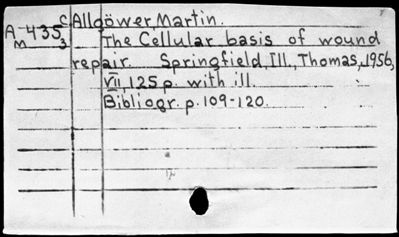 C Allgöwer, Martin.
A-435 The Cellular basis of wound
M 3
repair. Springfield, Ill., Thomas, 1956,
VII, 125 p. with ill.
Bibliogr. p. 109-120.